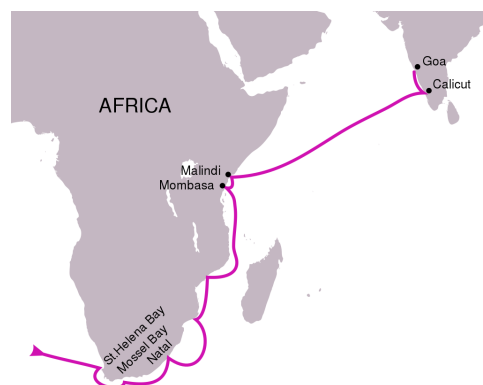 Goa
Calicut
AFRICA
Malindi
Mombasa
St.Helena Bay
Mossel Bay
Natal